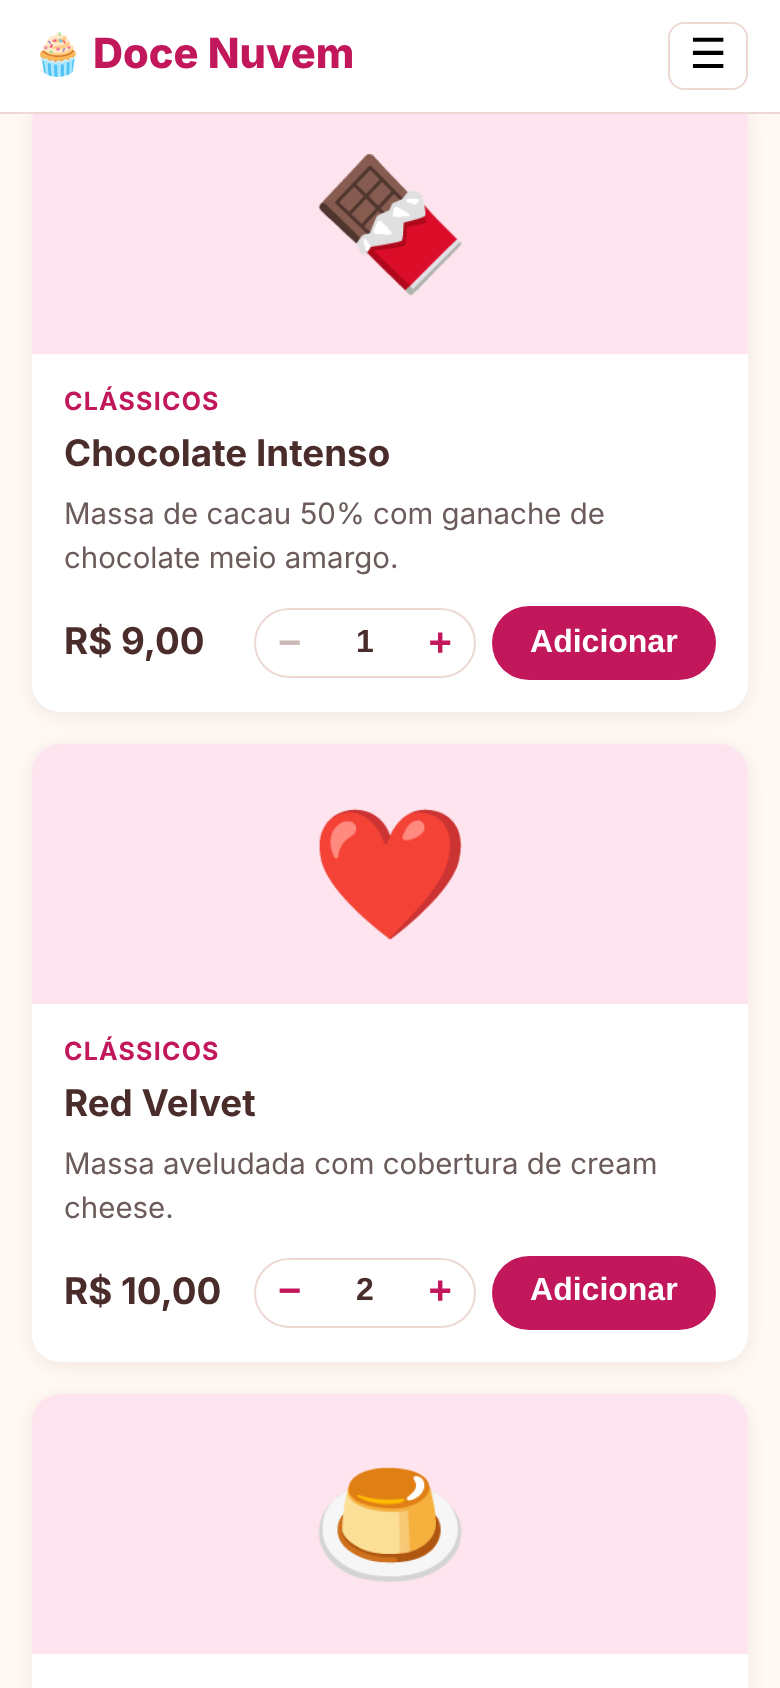 Doce Nuvem
CLÁSSICOS
Chocolate Intenso
Massa de cacau 50% com ganache de
chocolate meio amargo.
R$ 9,00 − 1 + Adicionar
CLÁSSICOS
Red Velvet
Massa aveludada com cobertura de cream
cheese.
R$ 10,00 − 2 + Adicionar